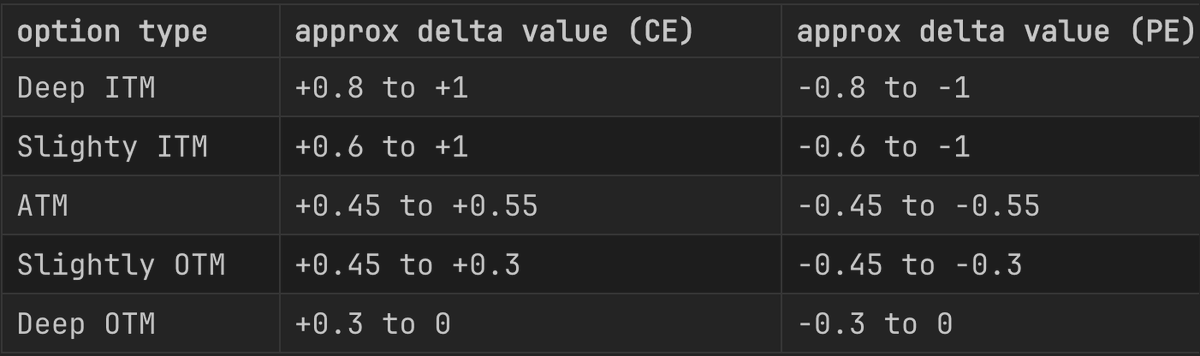 option type approx delta value (CE) approx delta value (PE)
Deep ITM +0.8 to +1 -0.8 to -1
Slighty ITM +0.6 to +1 -0.6 to -1
ATM +0.45 to +0.55 -0.45 to -0.55
Slightly OTM +0.45 to +0.3 -0.45 to -0.3
Deep OTM +0.3 to 0 -0.3 to 0